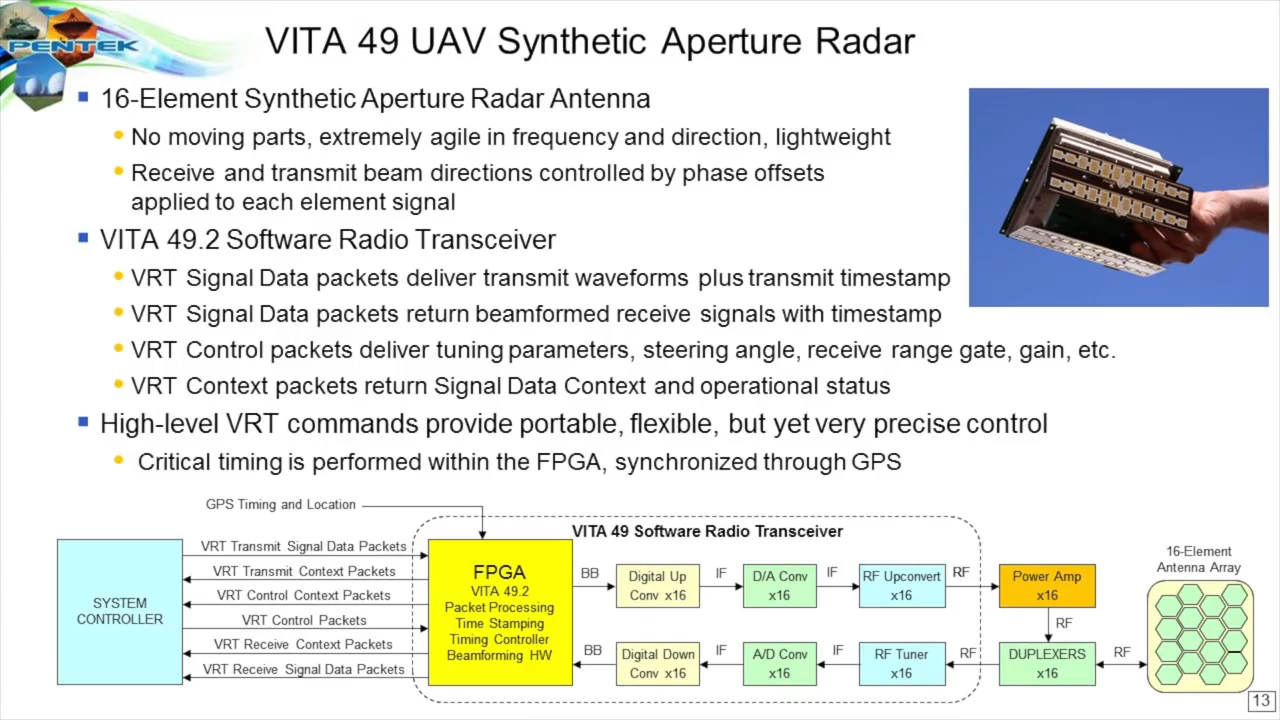 PENTEK
VITA 49 UAV Synthetic Aperture Radar
16-Element Synthetic Aperture Radar Antenna
No moving parts, extremely agile in frequency and direction, lightweight
Receive and transmit beam directions controlled by phase offsets
applied to each element signal
VITA 49.2 Software Radio Transceiver
VRT Signal Data packets deliver transmit waveforms plus transmit timestamp
VRT Signal Data packets return beamformed receive signals with timestamp
VRT Control packets deliver tuning parameters, steering angle, receive range gate, gain, etc.
VRT Context packets return Signal Data Context and operational status
High-level VRT commands provide portable, flexible, but yet very precise control
Critical timing is performed within the FPGA, synchronized through GPS
GPS Timing and Location
VITA 49 Software Radio Transceiver
SYSTEM
CONTROLLER
VRT Transmit Signal Data Packets
VRT Transmit Context Packets
VRT Control Context Packets
VRT Control Packets
VRT Receive Context Packets
VRT Receive Signal Data Packets
FPGA
VITA 49.2
Packet Processing
Time Stamping
Timing Controller
Beamforming HW
BB
Digital Up
Conv x16
IF
D/A Conv
x16
IF
RF Upconvert
x16
RF
Power Amp
x16
RF
BB
Digital Down
Conv x16
IF
A/D Conv
x16
IF
RF Tuner
x16
RF
DUPLEXERS
x16
RF
16-Element
Antenna Array
13